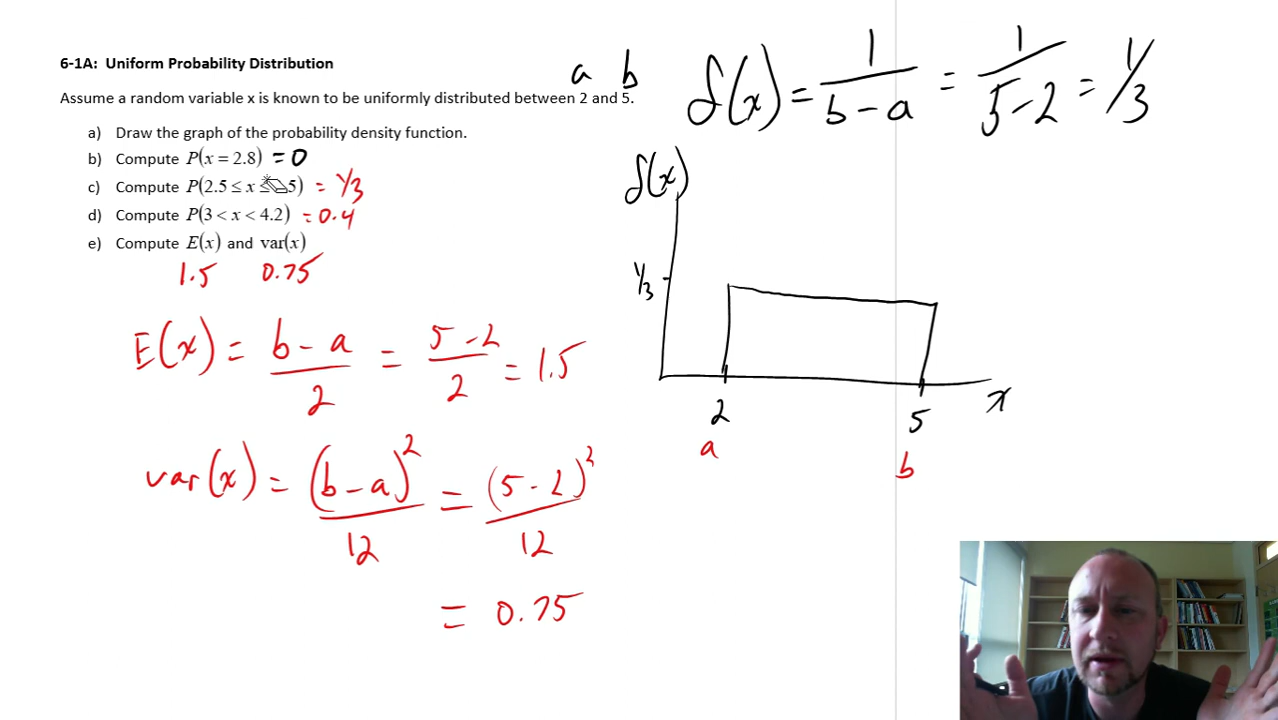 6-1A: Uniform Probability Distribution
a b
Assume a random variable x is known to be uniformly distributed between 2 and 5.
a) Draw the graph of the probability density function.
b) Compute P(x = 2.8) = 0
c) Compute P(2.5 ≤ x ≤ 5) = 1/3
d) Compute P(3 < x < 4.2) = 0.4
e) Compute E(x) and var(x)
1.5 0.75
E(x) = b - a / 2 = 5 - 2 / 2 = 1.5
var(x) = (b - a)² / 12 = (5 - 2)² / 12
= 0.75
f(x) = 1 / b - a = 1 / 5 - 2 = 1/3
f(x)
1/3
2 5 x
a b